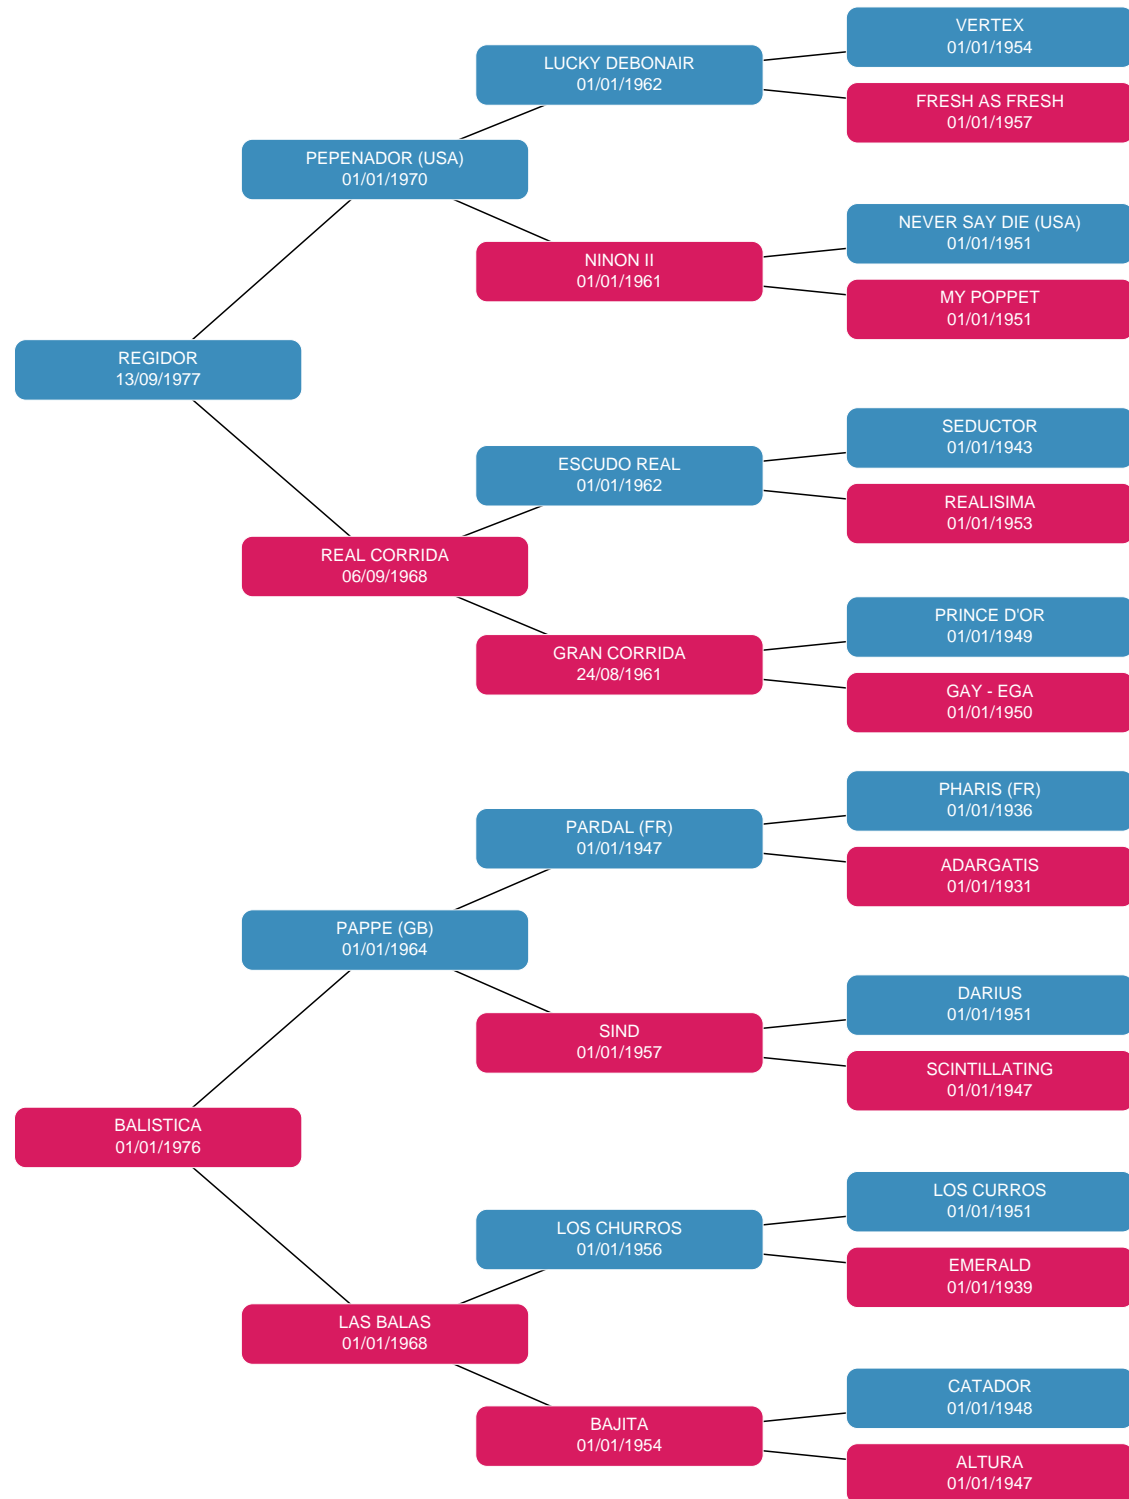 VERTEX
01/01/1954
LUCKY DEBONAIR
01/01/1962
FRESH AS FRESH
01/01/1957
PEPENADOR (USA)
01/01/1970
NEVER SAY DIE (USA)
01/01/1951
NINON II
01/01/1961
MY POPPET
01/01/1951
REGIDOR
13/09/1977
SEDUCTOR
01/01/1943
ESCUDO REAL
01/01/1962
REALISIMA
01/01/1953
REAL CORRIDA
06/09/1968
PRINCE D'OR
01/01/1949
GRAN CORRIDA
24/08/1961
GAY - EGA
01/01/1950
PHARIS (FR)
01/01/1936
PARDAL (FR)
01/01/1947
ADARGATIS
01/01/1931
PAPPE (GB)
01/01/1964
DARIUS
01/01/1951
SIND
01/01/1957
SCINTILLATING
01/01/1947
BALISTICA
01/01/1976
LOS CURROS
01/01/1951
LOS CHURROS
01/01/1956
EMERALD
01/01/1939
LAS BALAS
01/01/1968
CATADOR
01/01/1948
BAJITA
01/01/1954
ALTURA
01/01/1947